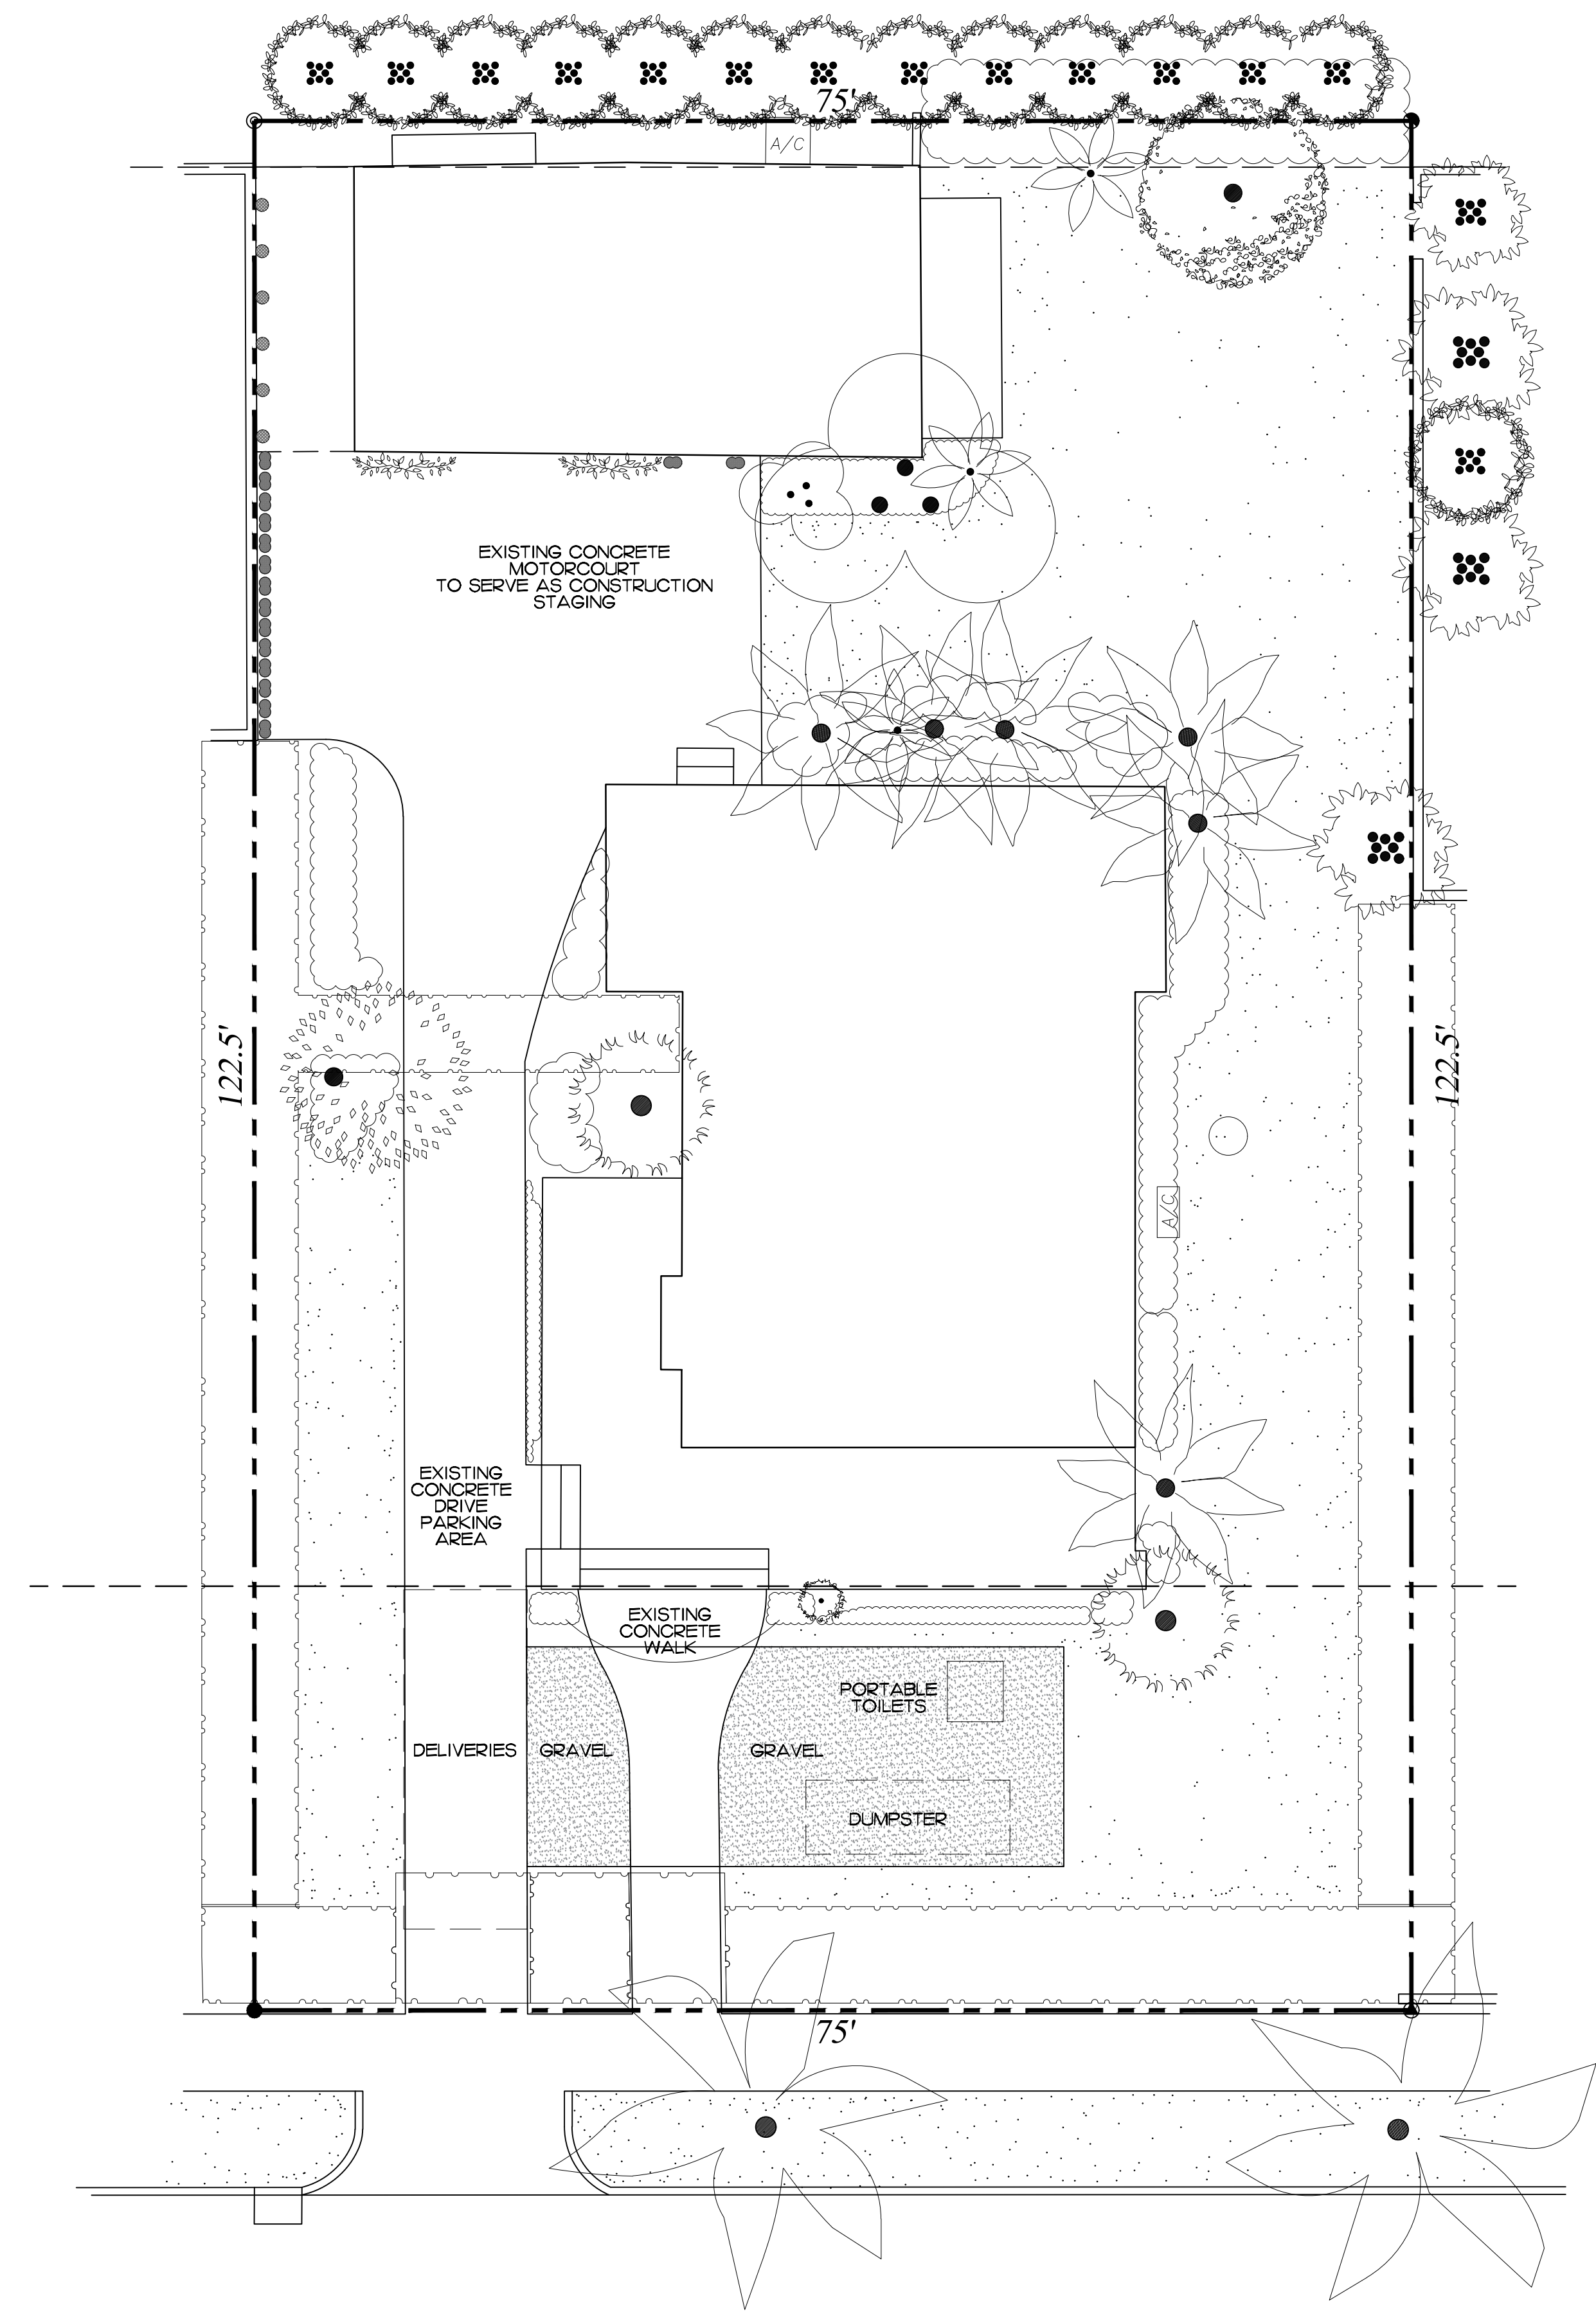 75'
A/C
EXISTING CONCRETE
MOTORCOURT
TO SERVE AS CONSTRUCTION
STAGING
122.5'
122.5'
A/C
EXISTING
CONCRETE
DRIVE
PARKING
AREA
EXISTING
CONCRETE
WALK
PORTABLE
TOILETS
DELIVERIES
GRAVEL
GRAVEL
DUMPSTER
75'